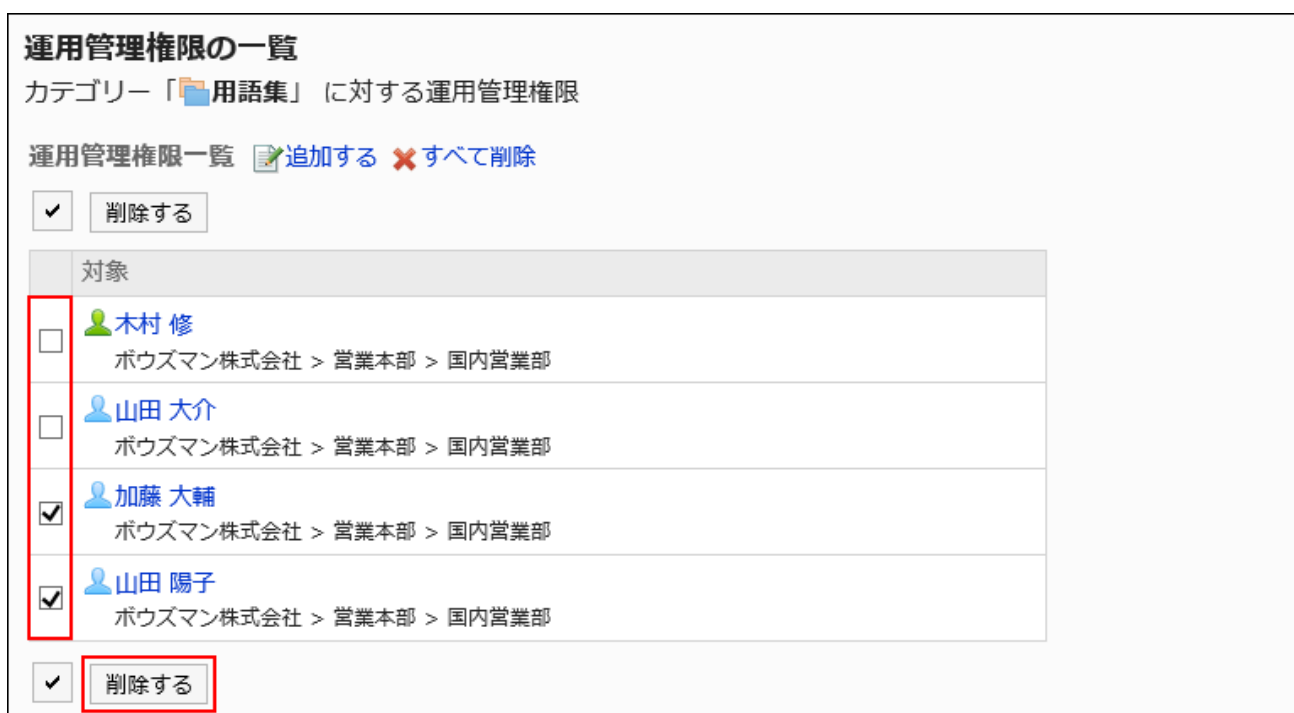 運用管理権限の一覧
カテゴリー「用語集」 に対する運用管理権限
運用管理権限一覧 追加する すべて削除
削除する
対象
木村 修
ボウズマン株式会社 > 営業本部 > 国内営業部
山田 大介
ボウズマン株式会社 > 営業本部 > 国内営業部
加藤 大輔
ボウズマン株式会社 > 営業本部 > 国内営業部
山田 陽子
ボウズマン株式会社 > 営業本部 > 国内営業部
削除する